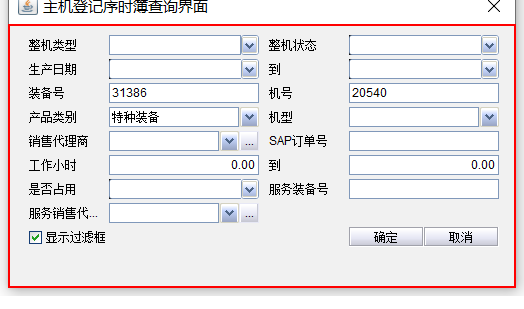 主机登记序时簿查询界面
整机类型 整机状态
生产日期 到
装备号 31386 机号 20540
产品类别 特种装备 机型
销售代理商 ... SAP订单号
工作小时 0.00 到 0.00
是否占用 服务装备号
服务销售代... ...
显示过滤框 确定 取消